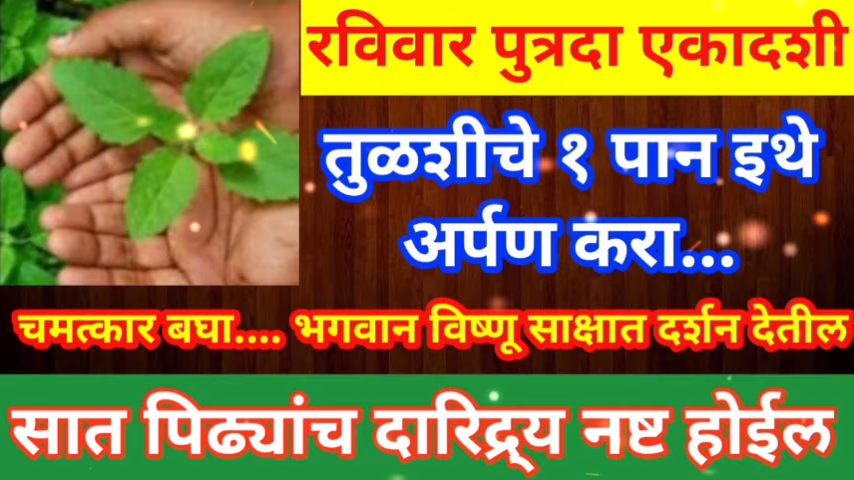 रविवार पुत्रदा एकादशी
तुळशीचे १ पान इथे
अर्पण करा...
चमत्कार बघा.... भगवान विष्णू साक्षात दर्शन देतील
सात पिढ्यांच दारिद्र्य नष्ट होईल